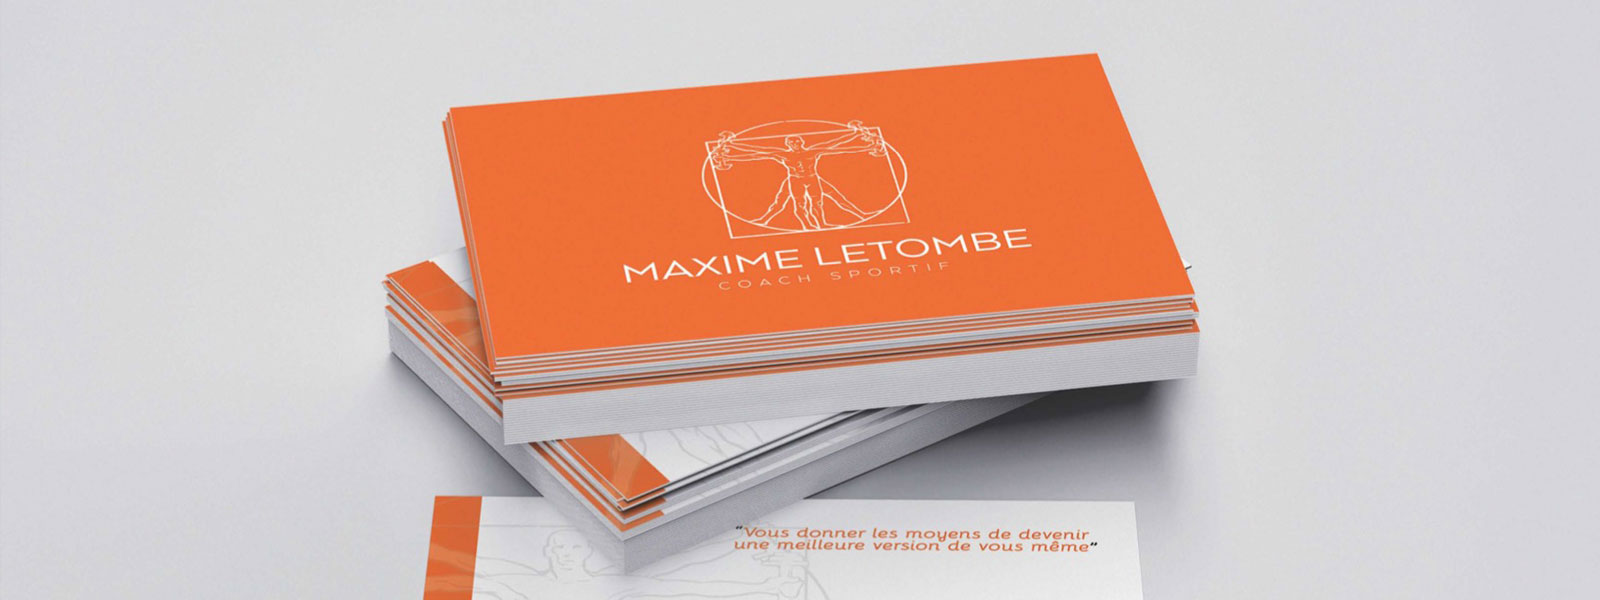 MAXIME LETOMBE
COACH SPORTIF
“Vous donner les moyens de devenir
une meilleure version de vous même”